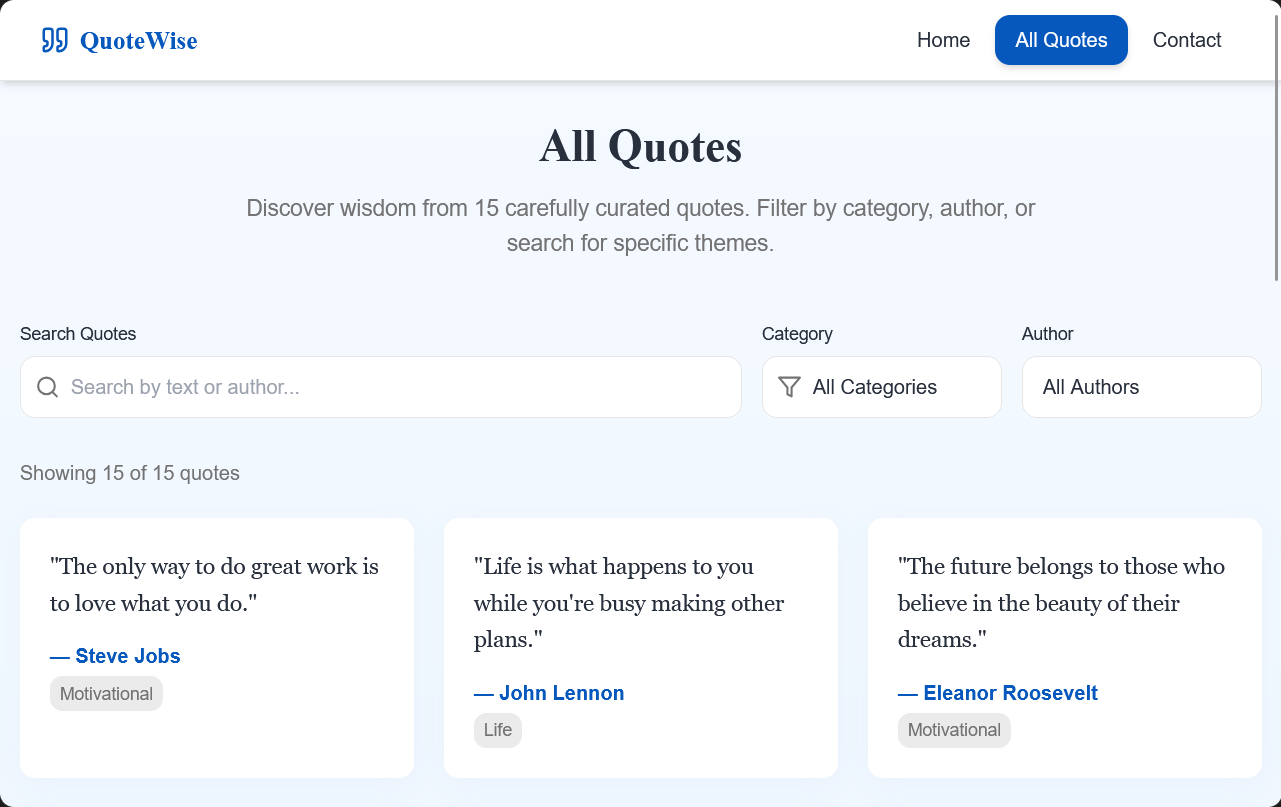 QuoteWise
Home
All Quotes
Contact
All Quotes
Discover wisdom from 15 carefully curated quotes. Filter by category, author, or
search for specific themes.
Search Quotes
Category
Author
Search by text or author...
All Categories
All Authors
Showing 15 of 15 quotes
"The only way to do great work is
to love what you do."
— Steve Jobs
Motivational
"Life is what happens to you
while you're busy making other
plans."
— John Lennon
Life
"The future belongs to those who
believe in the beauty of their
dreams."
— Eleanor Roosevelt
Motivational